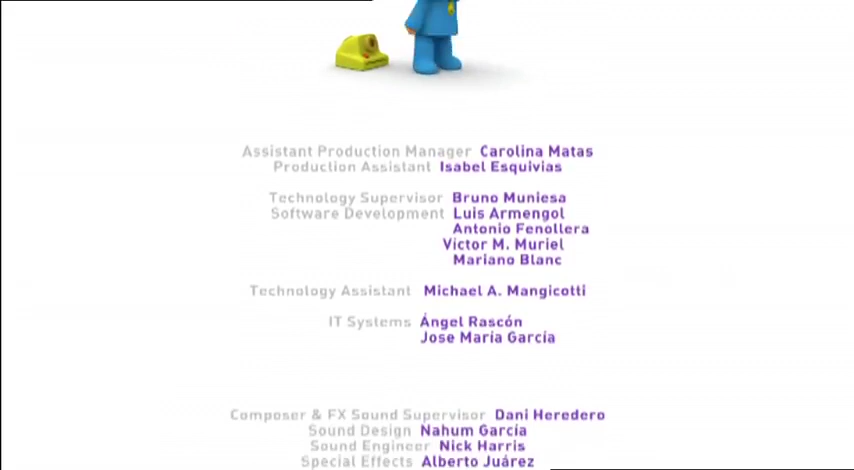 Assistant Production Manager Carolina Matas
Production Assistant Isabel Esquivias
Technology Supervisor Bruno Muniesa
Software Development Luis Armengol
Antonio Fenollera
Victor M. Muriel
Mariano Blanc
Technology Assistant Michael A. Mangicotti
IT Systems Ángel Rascón
Jose María García
Composer & FX Sound Supervisor Dani Heredero
Sound Design Nahum García
Sound Engineer Nick Harris
Special Effects Alberto Juárez